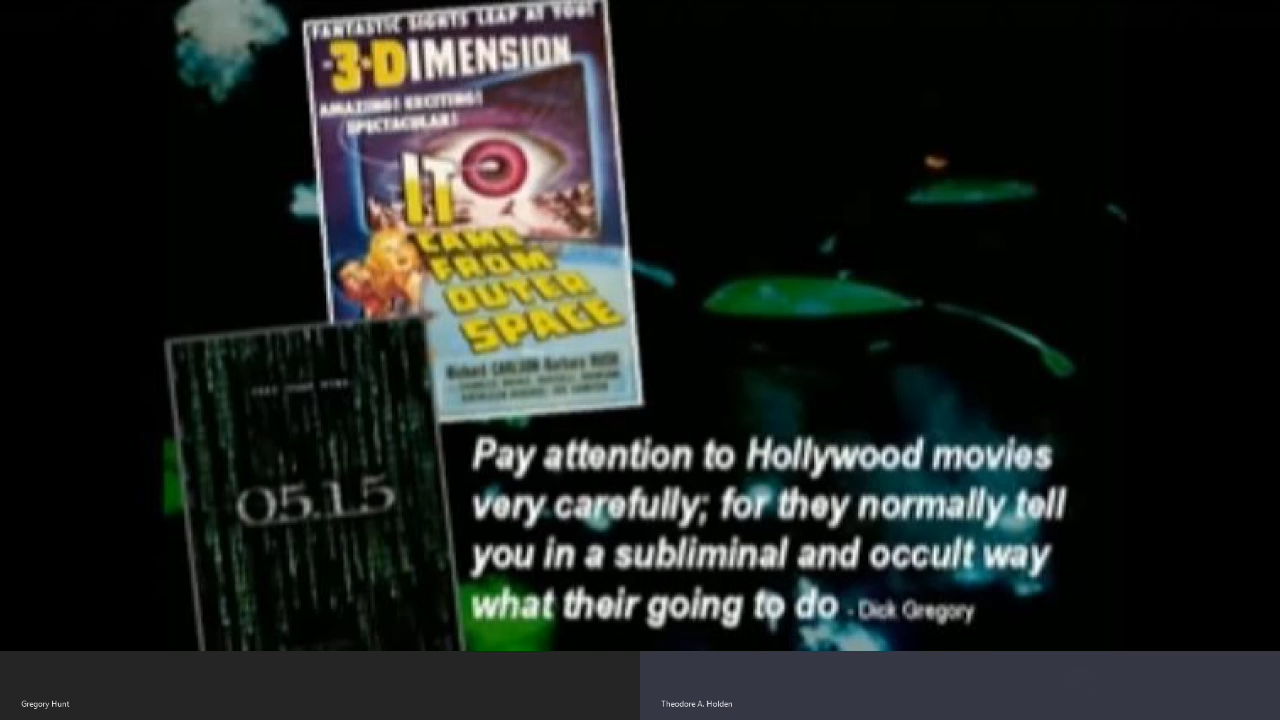 FANTASTIC SIGHTS LEAP AT YOU!
3-DIMENSION
AMAZING! EXCITING!
SPECTACULAR!
IT
CAME
FROM
OUTER
SPACE
Richard CARLSON Barbara RUSH
05.15
Pay attention to Hollywood movies
very carefully; for they normally tell
you in a subliminal and occult way
what their going to do - Dick Gregory
Gregory Hunt
Theodore A. Holden